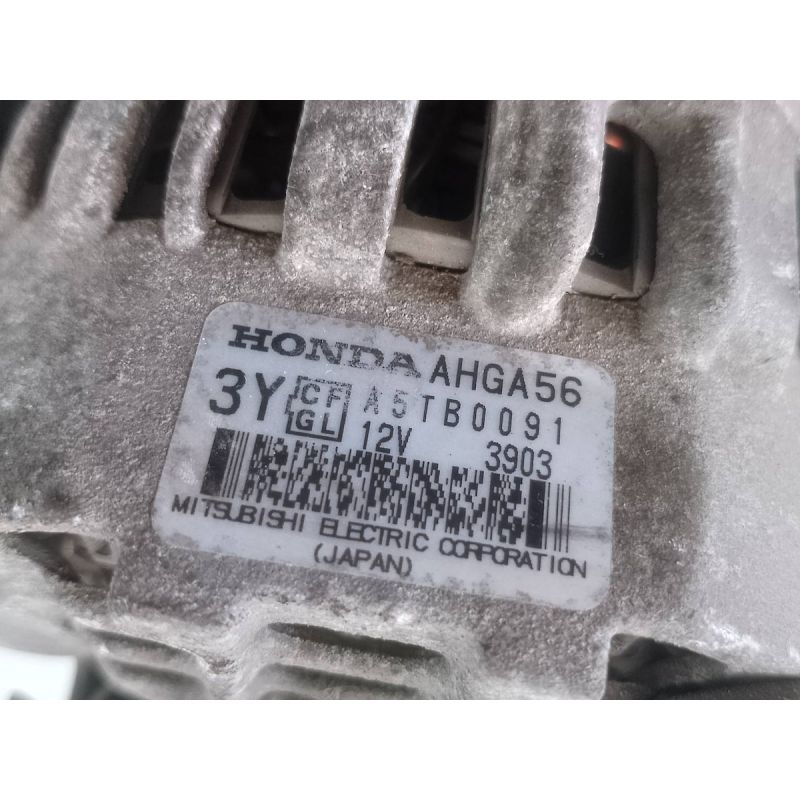 HONDA AHGA56
3Y CF A5TB0091
GL 12V 3903
MITSUBISHI ELECTRIC CORPORATION
(JAPAN)